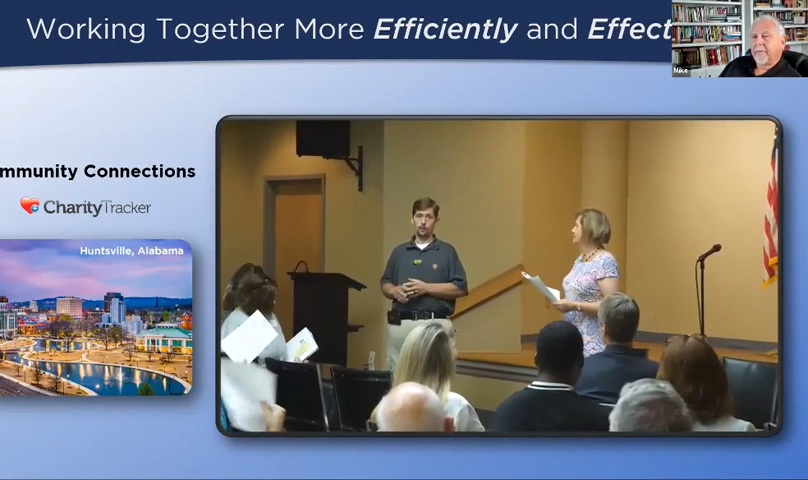 Working Together More Efficiently and Effect
Mike
mmunity Connections
CharityTracker
Huntsville, Alabama